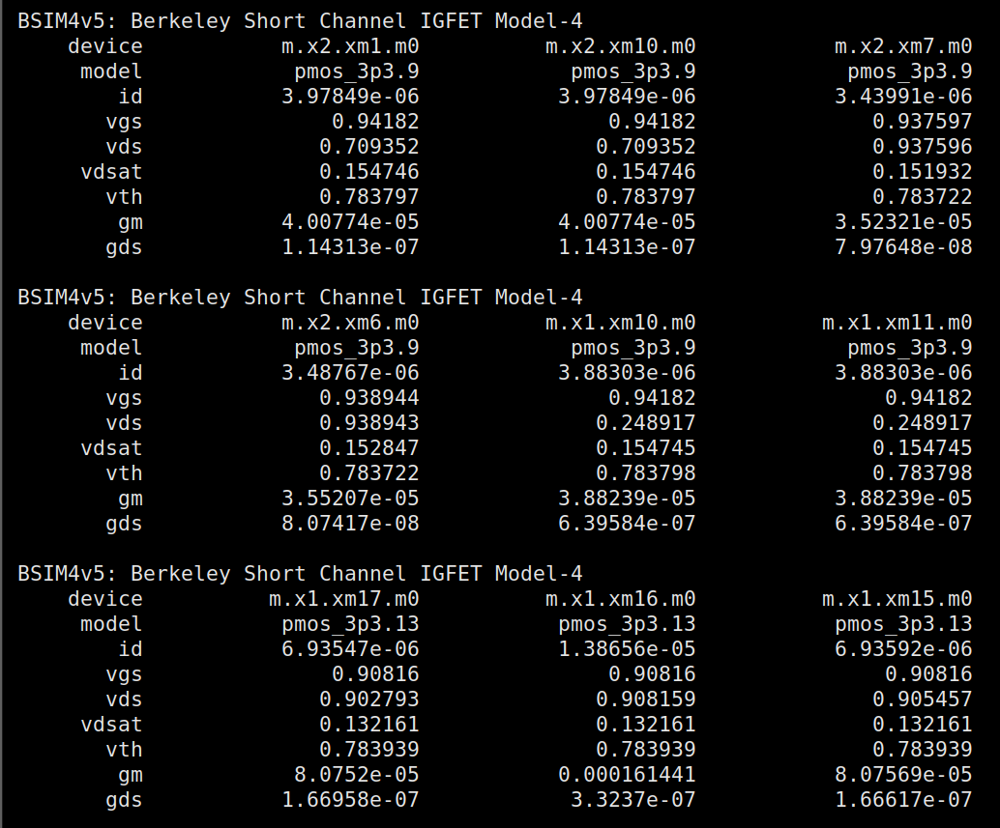 BSIM4v5: Berkeley Short Channel IGFET Model-4
device m.x2.xm1.m0 m.x2.xm10.m0 m.x2.xm7.m0
model pmos_3p3.9 pmos_3p3.9 pmos_3p3.9
id 3.97849e-06 3.97849e-06 3.43991e-06
vgs 0.94182 0.94182 0.937597
vds 0.709352 0.709352 0.937596
vdsat 0.154746 0.154746 0.151932
vth 0.783797 0.783797 0.783722
gm 4.00774e-05 4.00774e-05 3.52321e-05
gds 1.14313e-07 1.14313e-07 7.97648e-08
BSIM4v5: Berkeley Short Channel IGFET Model-4
device m.x2.xm6.m0 m.x1.xm10.m0 m.x1.xm11.m0
model pmos_3p3.9 pmos_3p3.9 pmos_3p3.9
id 3.48767e-06 3.88303e-06 3.88303e-06
vgs 0.938944 0.94182 0.94182
vds 0.938943 0.248917 0.248917
vdsat 0.152847 0.154745 0.154745
vth 0.783722 0.783798 0.783798
gm 3.55207e-05 3.88239e-05 3.88239e-05
gds 8.07417e-08 6.39584e-07 6.39584e-07
BSIM4v5: Berkeley Short Channel IGFET Model-4
device m.x1.xm17.m0 m.x1.xm16.m0 m.x1.xm15.m0
model pmos_3p3.13 pmos_3p3.13 pmos_3p3.13
id 6.93547e-06 1.38656e-05 6.93592e-06
vgs 0.90816 0.90816 0.90816
vds 0.902793 0.908159 0.905457
vdsat 0.132161 0.132161 0.132161
vth 0.783939 0.783939 0.783939
gm 8.0752e-05 0.000161441 8.07569e-05
gds 1.66958e-07 3.3237e-07 1.66617e-07